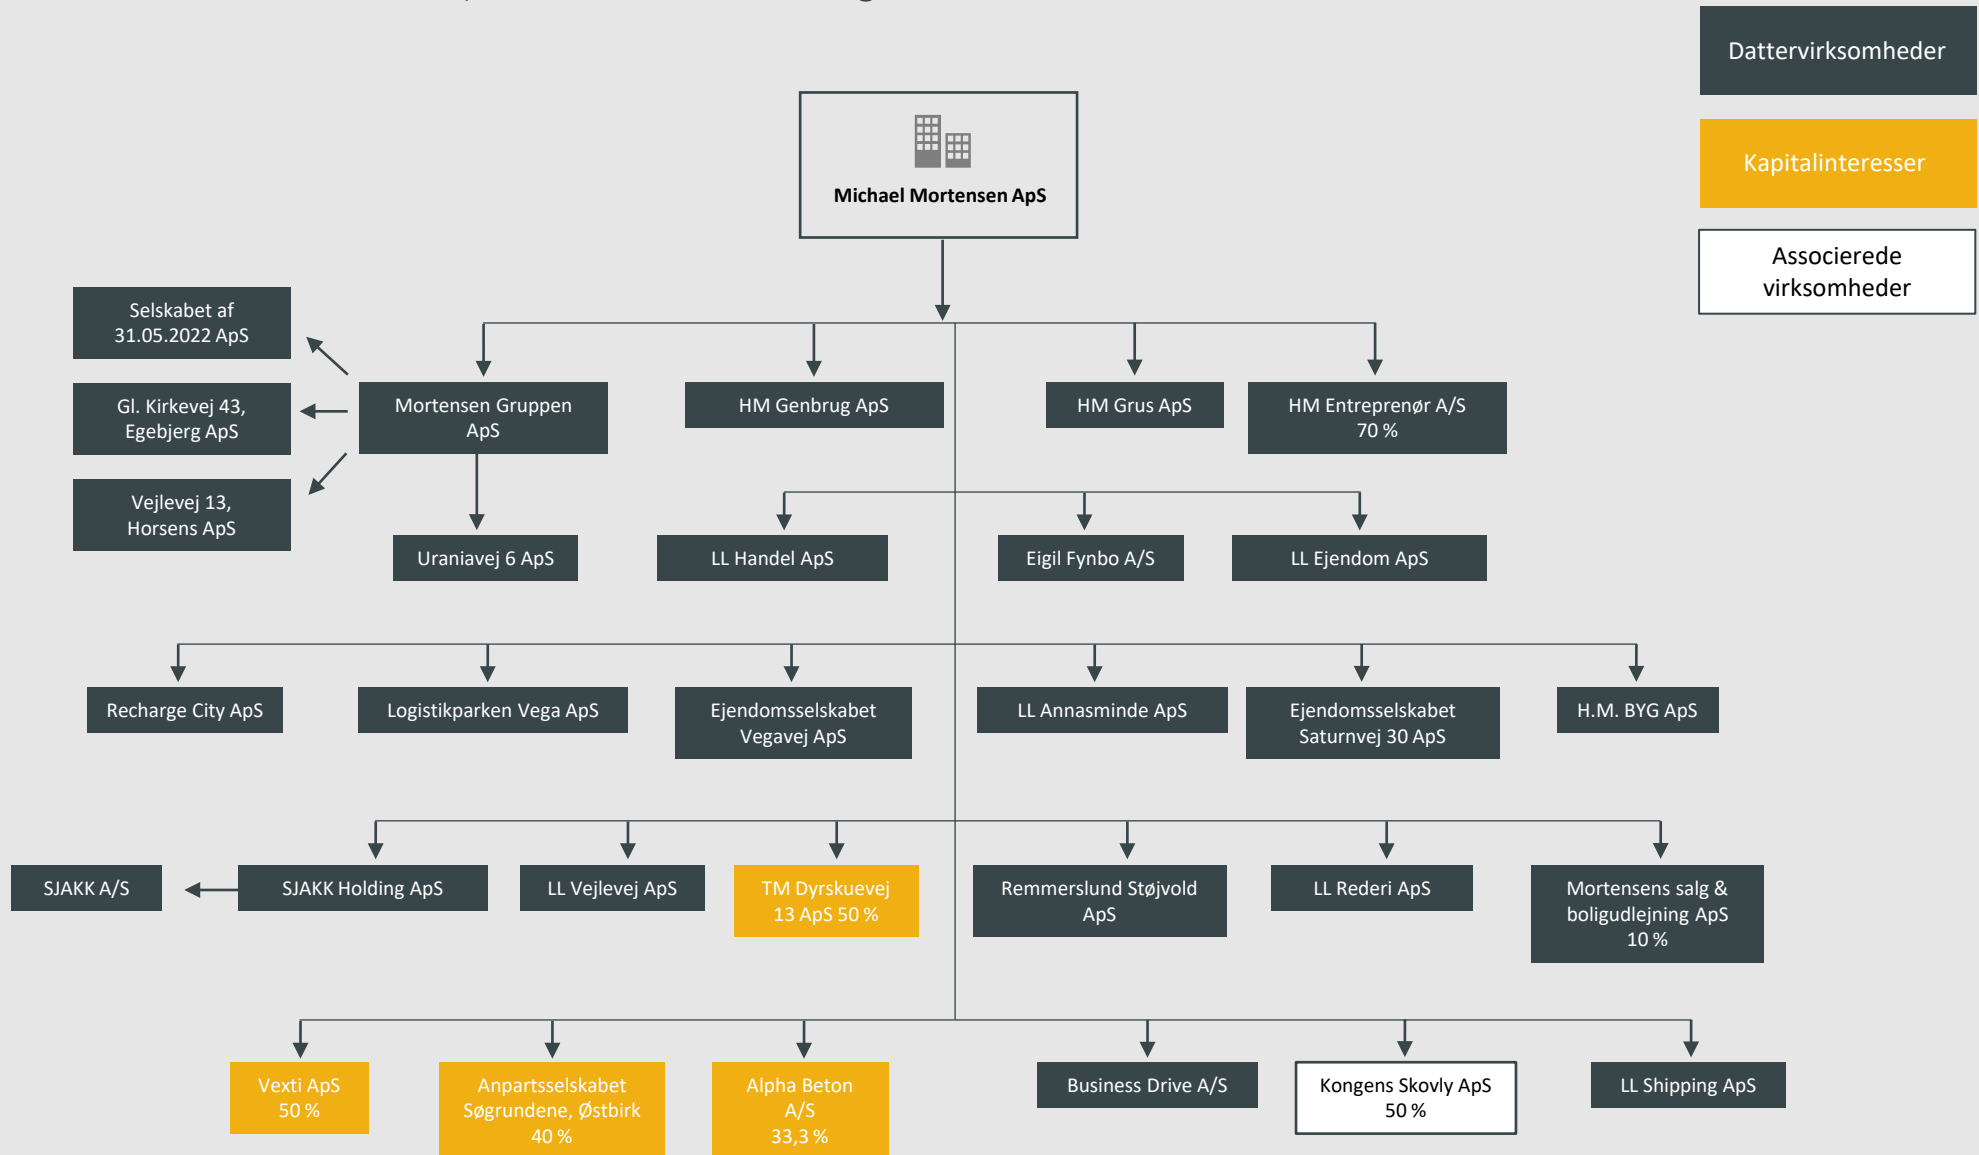 Dattervirksomheder
Kapitalinteresser
Associerede
virksomheder
Michael Mortensen ApS
Selskabet af
31.05.2022 ApS
Gl. Kirkevej 43,
Egebjerg ApS
Vejlevej 13,
Horsens ApS
Mortensen Gruppen
ApS
HM Genbrug ApS
HM Grus ApS
HM Entreprenør A/S
70 %
Uraniavej 6 ApS
LL Handel ApS
Eigil Fynbo A/S
LL Ejendom ApS
Recharge City ApS
Logistikparken Vega ApS
Ejendomsselskabet
Vegavej ApS
LL Annasminde ApS
Ejendomsselskabet
Saturnvej 30 ApS
H.M. BYG ApS
SJAKK A/S
SJAKK Holding ApS
LL Vejlevej ApS
TM Dyrskuevej
13 ApS 50 %
Remmerslund Støjvold
ApS
LL Rederi ApS
Mortensens salg &
boligudlejning ApS
10 %
Vexti ApS
50 %
Anpartsselskabet
Søgrundene, Østbirk
40 %
Alpha Beton
A/S
33,3 %
Business Drive A/S
Kongens Skovly ApS
50 %
LL Shipping ApS